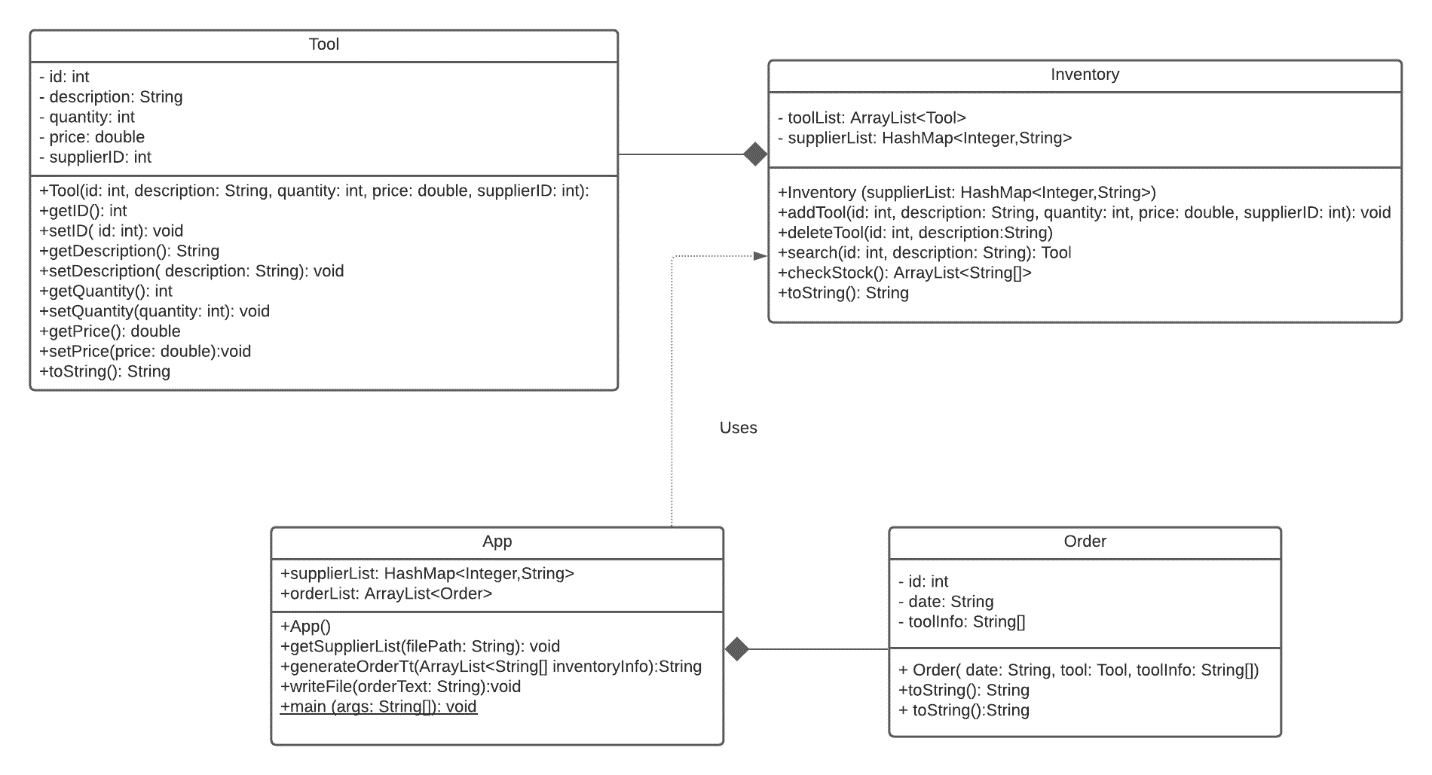 Tool
- id: int
- description: String
- quantity: int
- price: double
- supplierID: int
+Tool(id: int, description: String, quantity: int, price: double, supplierID: int):
+getID(): int
+setID( id: int): void
+getDescription(): String
+setDescription( description: String): void
+getQuantity(): int
+setQuantity(quantity: int): void
+getPrice(): double
+setPrice(price: double):void
+toString(): String
Inventory
- toolList: ArrayList<Tool>
- supplierList: HashMap<Integer,String>
+Inventory (supplierList: HashMap<Integer,String>)
+addTool(id: int, description: String, quantity: int, price: double, supplierID: int): void
+deleteTool(id: int, description:String)
+search(id: int, description: String): Tool
+checkStock(): ArrayList<String[]>
+toString(): String
Uses
App
+supplierList: HashMap<Integer,String>
+orderList: ArrayList<Order>
+App()
+getSupplierList(filePath: String): void
+generateOrderTt(ArrayList<String[] inventoryInfo):String
+writeFile(orderText: String):void
+main (args: String[]): void
Order
- id: int
- date: String
- toolInfo: String[]
+ Order( date: String, tool: Tool, toolInfo: String[])
+toString(): String
+ toString():String